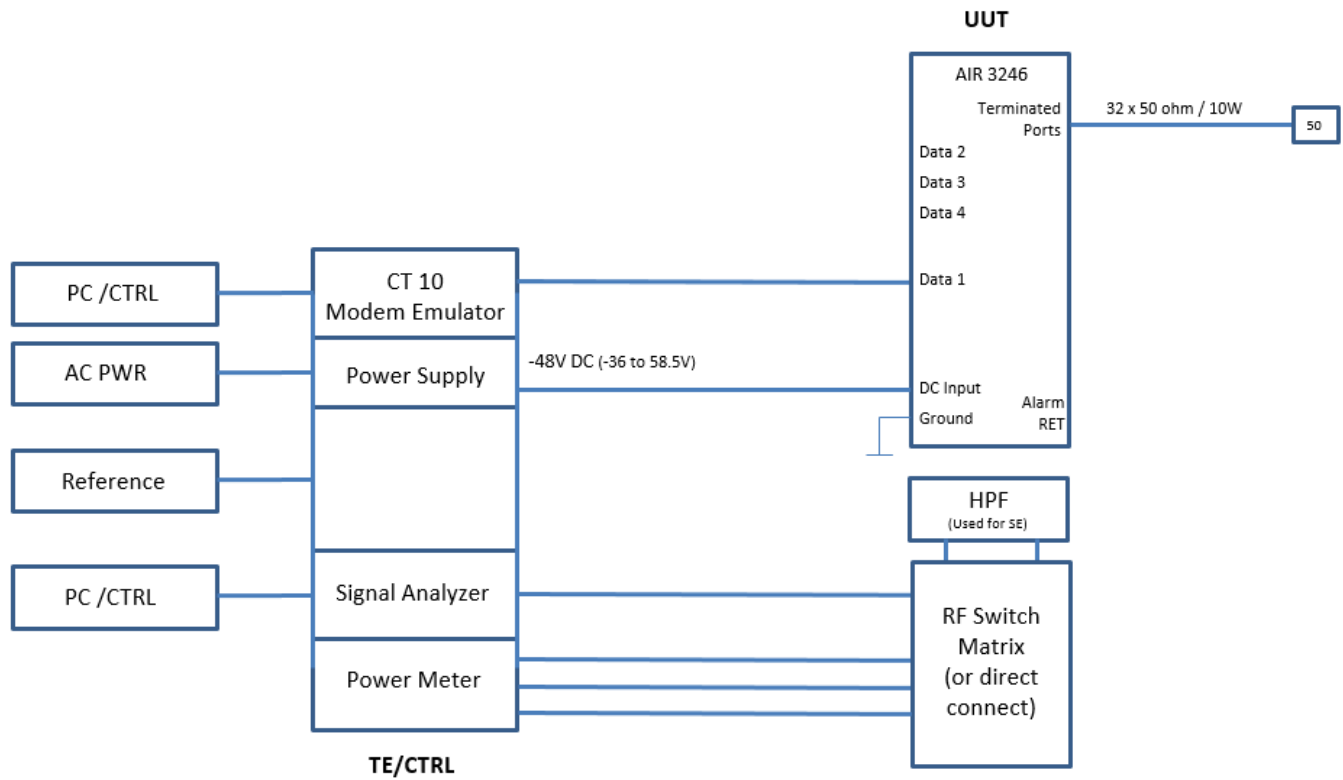 UUT
AIR 3246
Terminated
Ports
32 x 50 ohm / 10W
50
Data 2
Data 3
Data 4
Data 1
PC /CTRL
CT 10
Modem Emulator
AC PWR
Power Supply
-48V DC (-36 to 58.5V)
DC Input
Ground
Alarm
RET
Reference
HPF
(Used for SE)
PC /CTRL
Signal Analyzer
RF Switch
Matrix
(or direct
connect)
Power Meter
TE/CTRL